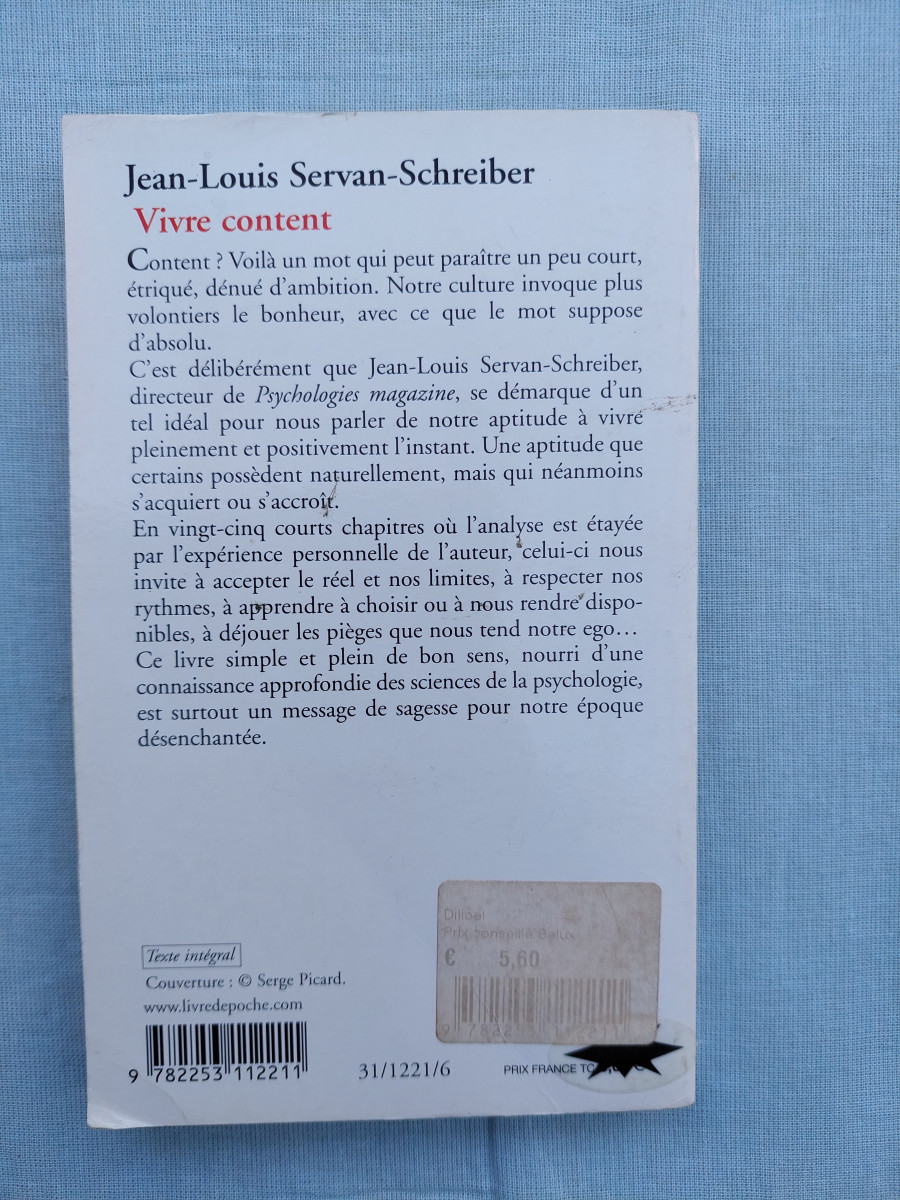 Jean-Louis Servan-Schreiber
Vivre content
Content ? Voilà un mot qui peut paraître un peu court,
étriqué, dénué d’ambition. Notre culture invoque plus
volontiers le bonheur, avec ce que le mot suppose
d’absolu.
C’est délibérément que Jean-Louis Servan-Schreiber,
directeur de Psychologies magazine, se démarque d’un
tel idéal pour nous parler de notre aptitude à vivre
pleinement et positivement l’instant. Une aptitude que
certains possèdent naturellement, mais qui néanmoins
s’acquiert ou s’accroît.
En vingt-cinq courts chapitres où l’analyse est étayée
par l’expérience personnelle de l’auteur, celui-ci nous
invite à accepter le réel et nos limites, à respecter nos
rythmes, à apprendre à choisir ou à nous rendre dispo-
nibles, à déjouer les pièges que nous tend notre ego…
Ce livre simple et plein de bon sens, nourri d’une
connaissance approfondie des sciences de la psychologie,
est surtout un message de sagesse pour notre époque
désenchantée.
Dilibel
Prix conseillé Belux
€ 5,60
Texte intégral
Couverture : © Serge Picard.
www.livredepoche.com
9 782253 112211
31/1221/6
PRIX FRANCE